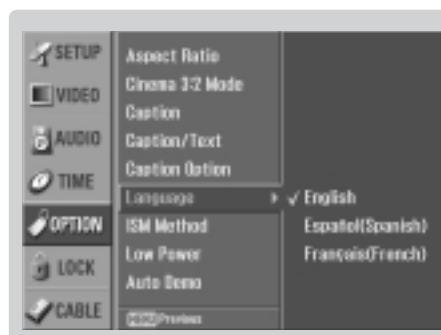 SETUP
VIDEO
AUDIO
TIME
OPTION
LOCK
CABLE
Aspect Ratio
Cinema 3:2 Mode
Caption
Caption/Text
Caption Option
Language
ISM Method
Low Power
Auto Demo
MENU Previous
✓ English
Español(Spanish)
Français(French)